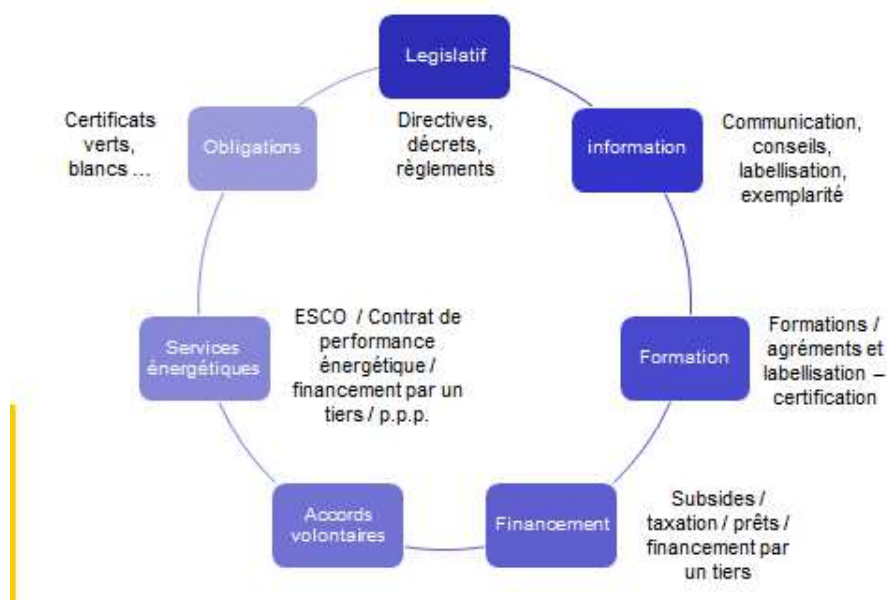 Législatif
Directives,
décrets,
règlements
information
Communication,
conseils,
labellisation,
exemplarité
Formation
Formations /
agréments et
labellisation –
certification
Financement
Subsides /
taxation / prêts /
financement par
un tiers
Accords
volontaires
Services
énergétiques
ESCO / Contrat de
performance
énergétique /
financement par un
tiers / p.p.p.
Obligations
Certificats
verts,
blancs ...